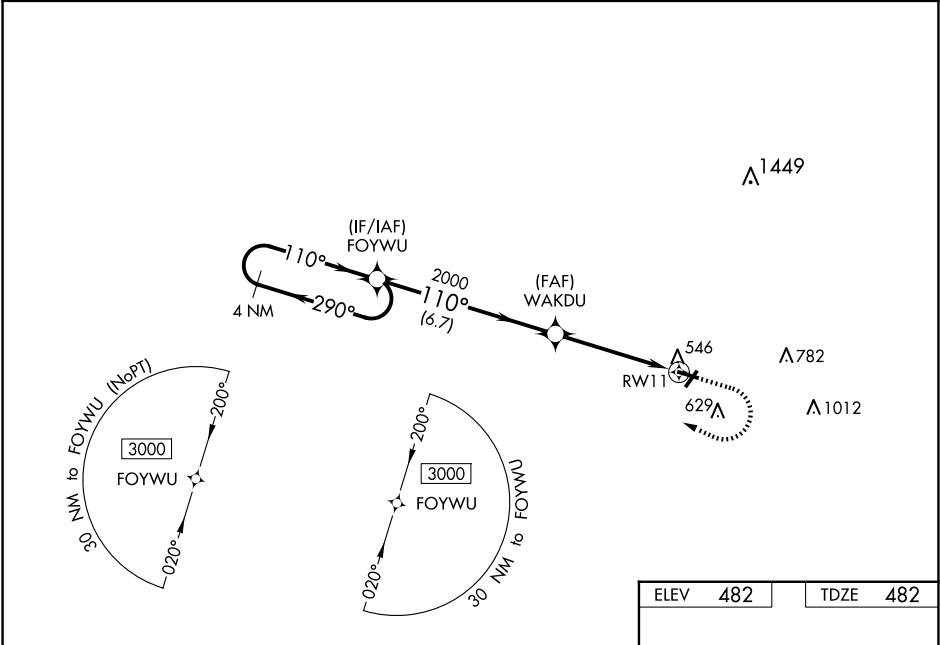 1449
(IF/IAF)
FOYWU
110°
2000
110°
(6.7)
(FAF)
WAKDU
290°
4 NM
546
782
RW11
629
1012
30 NM to FOYWU (NoPT)
200°
3000
FOYWU
020°
200°
3000
FOYWU
020°
30 NM to FOYWU
ELEV 482
TDZE 482